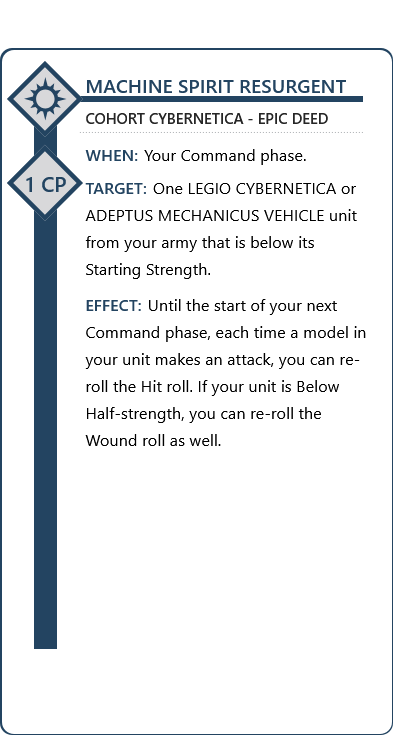 MACHINE SPIRIT RESURGENT
COHORT CYBERNETICA - EPIC DEED
1 CP
WHEN: Your Command phase.
TARGET: One LEGIO CYBERNETICA or
ADEPTUS MECHANICUS VEHICLE unit
from your army that is below its
Starting Strength.
EFFECT: Until the start of your next
Command phase, each time a model in
your unit makes an attack, you can re-
roll the Hit roll. If your unit is Below
Half-strength, you can re-roll the
Wound roll as well.